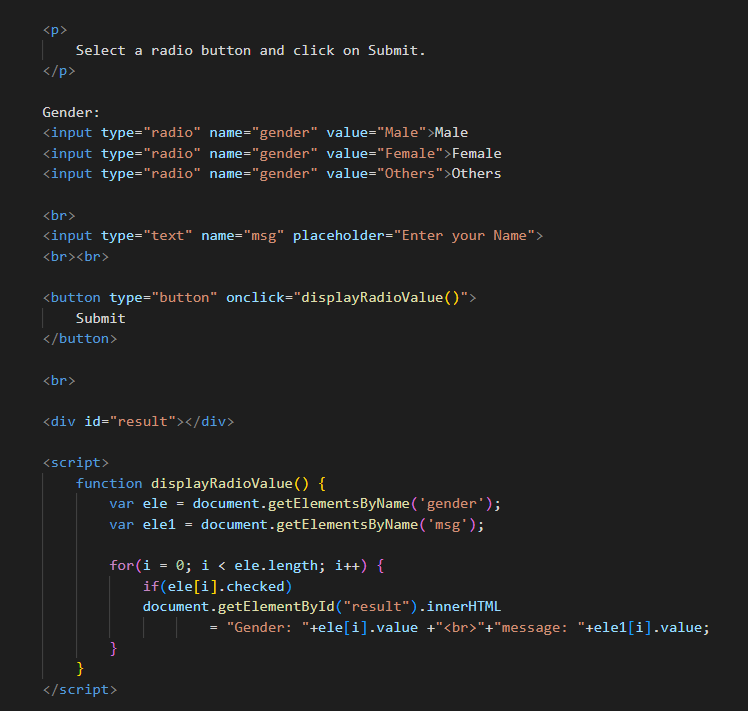 <p>
Select a radio button and click on Submit.
</p>
Gender:
<input type="radio" name="gender" value="Male">Male
<input type="radio" name="gender" value="Female">Female
<input type="radio" name="gender" value="Others">Others
<br>
<input type="text" name="msg" placeholder="Enter your Name">
<br><br>
<button type="button" onclick="displayRadioValue()">
Submit
</button>
<br>
<div id="result"></div>
<script>
function displayRadioValue() {
var ele = document.getElementsByName('gender');
var ele1 = document.getElementsByName('msg');
for(i = 0; i < ele.length; i++) {
if(ele[i].checked)
document.getElementById("result").innerHTML
= "Gender: "+ele[i].value +"<br>"+"message: "+ele1[i].value;
}
}
</script>